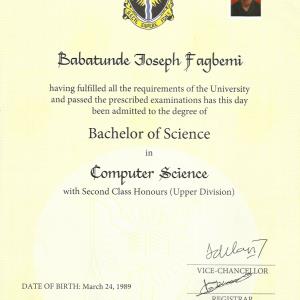 Babatunde Joseph Fagbemi
having fulfilled all the requirements of the University
and passed the prescribed examinations has this day
been admitted to the degree of
Bachelor of Science
in
Computer Science
with Second Class Honours (Upper Division)
VICE-CHANCELLOR
REGISTRAR
DATE OF BIRTH: March 24, 1989